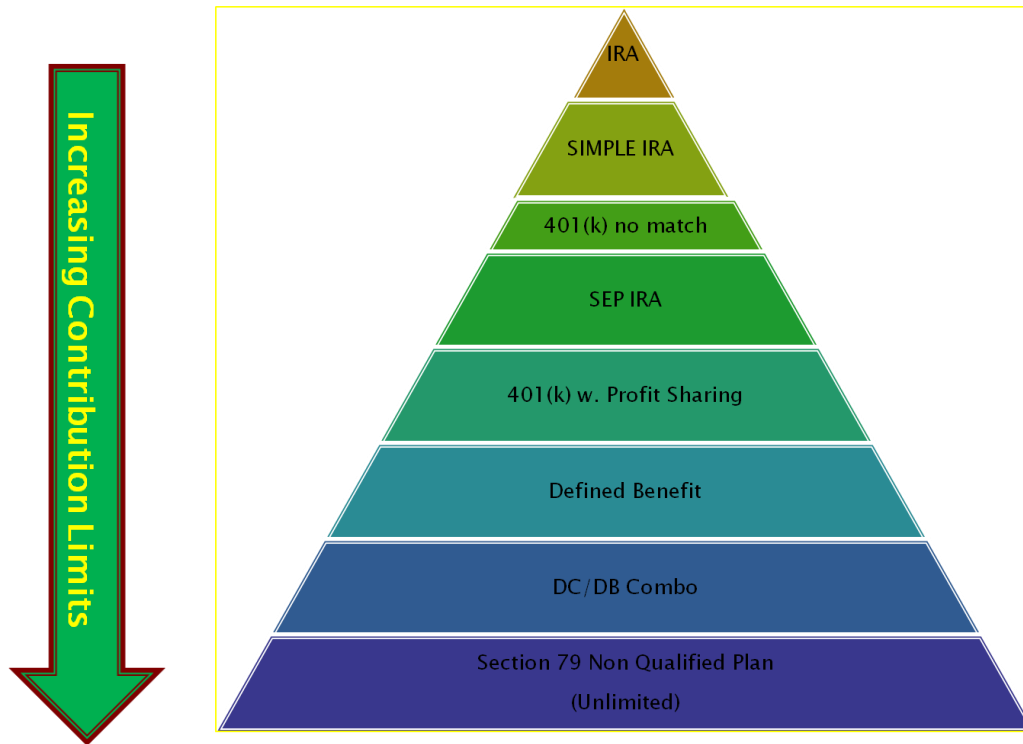 Increasing Contribution Limits
IRA
SIMPLE IRA
401(k) no match
SEP IRA
401(k) w. Profit Sharing
Defined Benefit
DC/DB Combo
Section 79 Non Qualified Plan
(Unlimited)